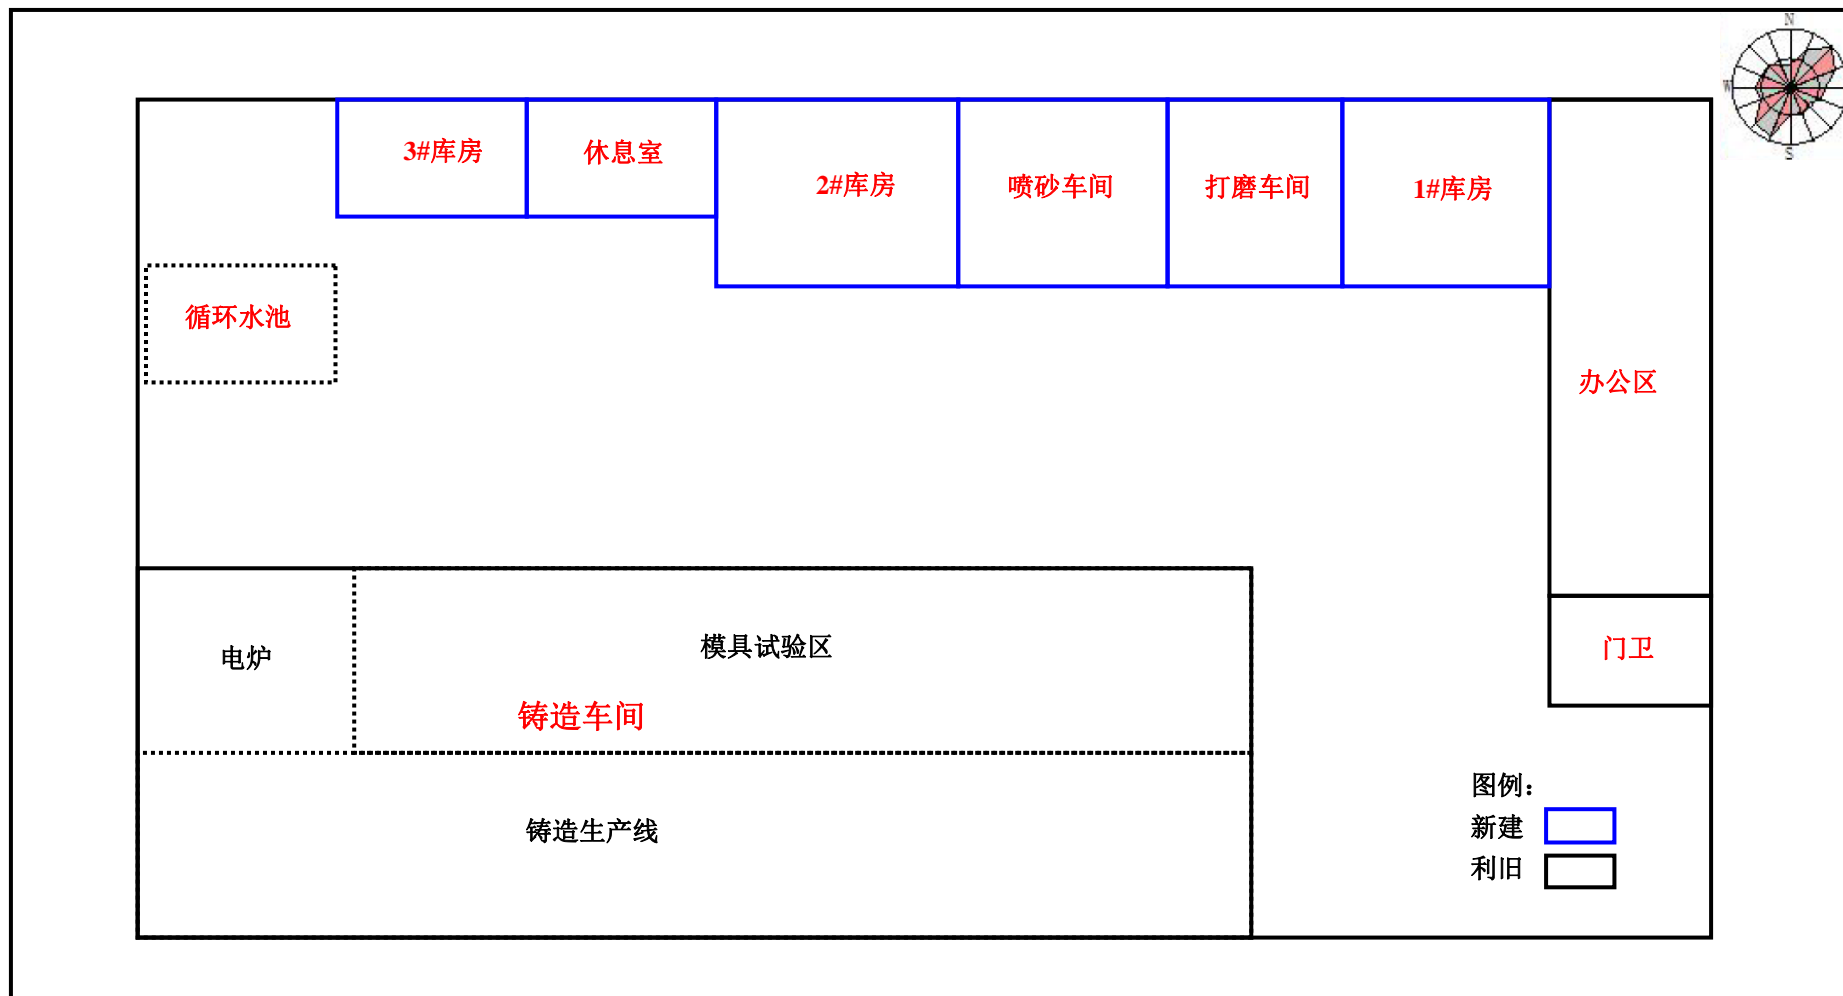 N
W
S
3#库房
休息室
2#库房
喷砂车间
打磨车间
1#库房
循环水池
办公区
电炉
模具试验区
门卫
铸造车间
铸造生产线
图例：
新建
利旧